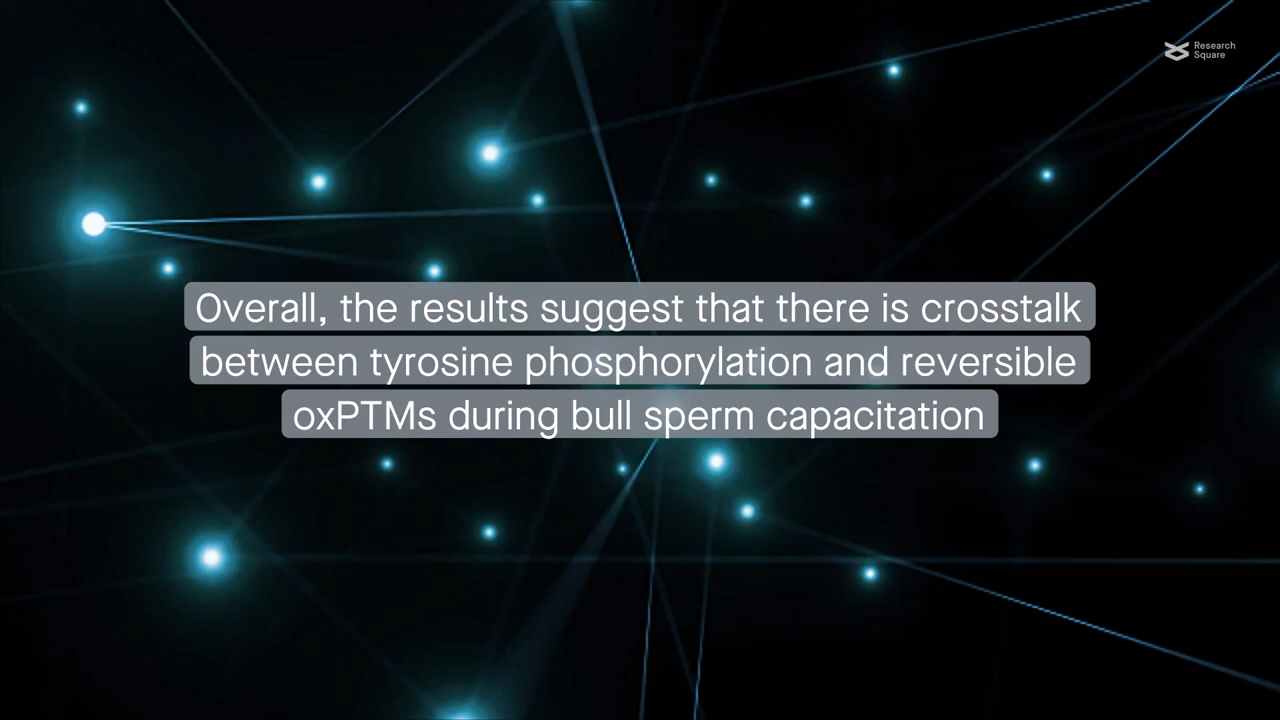 Research
Square
Overall, the results suggest that there is crosstalk
between tyrosine phosphorylation and reversible
oxPTMs during bull sperm capacitation